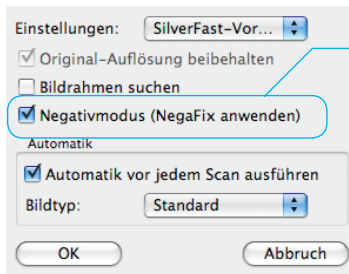 Einstellungen: SilverFast-Vor...
Original-Auflösung beibehalten
Bildrahmen suchen
Negativmodus (NegaFix anwenden)
Automatik
Automatik vor jedem Scan ausführen
Bildtyp: Standard
OK Abbruch